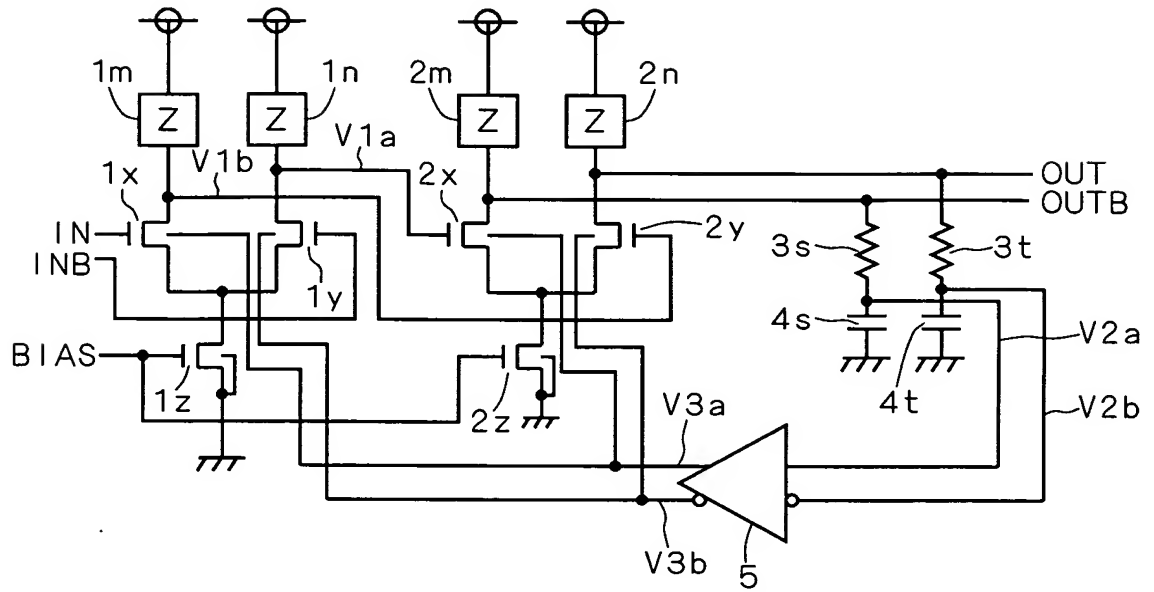 1m
1n
2m
2n
Z
Z
Z
Z
V1a
V1b
1x
2x
OUT
OUTB
IN
INB
1y
2y
3s
3t
4s
4t
V2a
V2b
BIAS
1z
2z
V3a
V3b
5